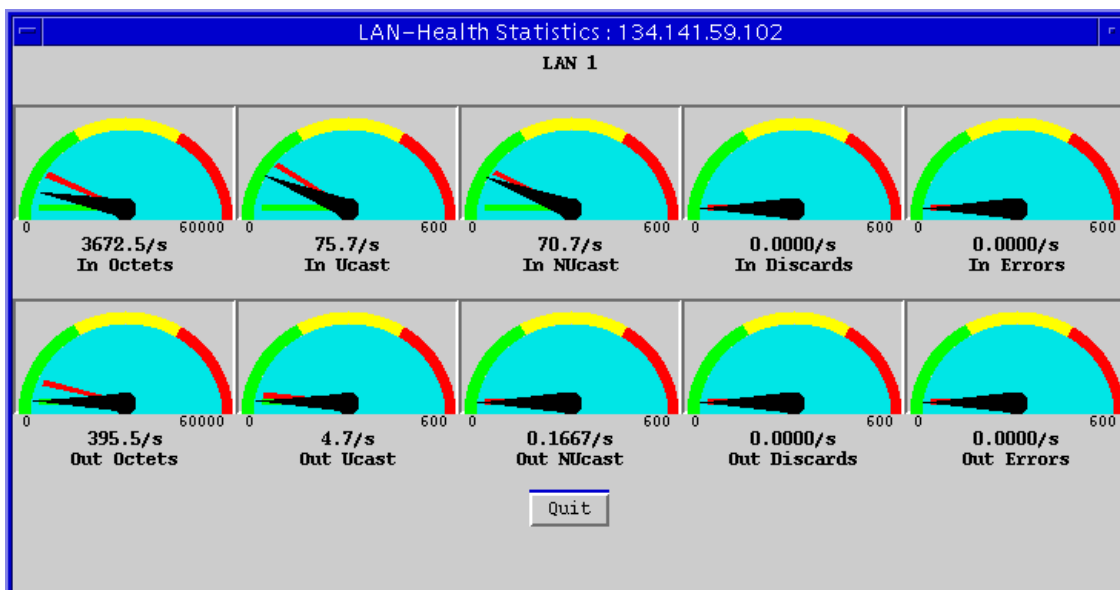 LAN-Health Statistics : 134.141.59.102
LAN 1
0 60000 0 600 0 600 0 600 0 600
3672.5/s 75.7/s 70.7/s 0.0000/s 0.0000/s
In Octets In Ucast In NUcast In Discards In Errors
0 60000 0 600 0 600 0 600 0 600
395.5/s 4.7/s 0.1667/s 0.0000/s 0.0000/s
Out Octets Out Ucast Out NUcast Out Discards Out Errors
Quit